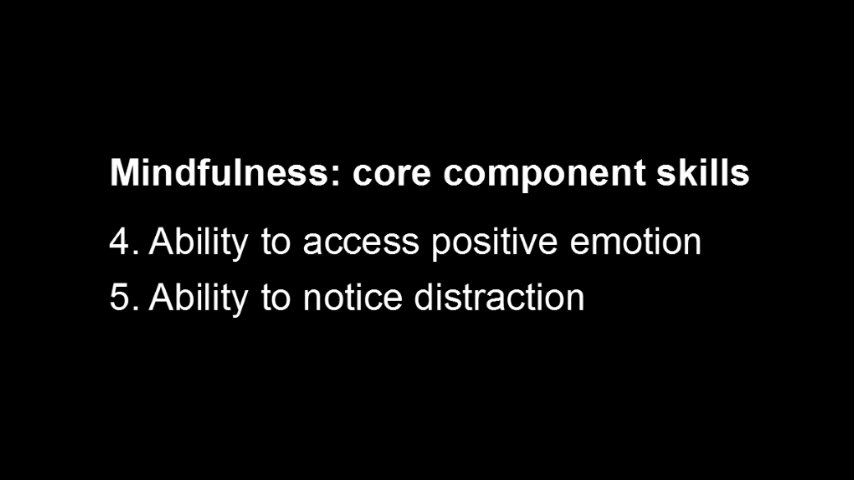 Mindfulness: core component skills
4. Ability to access positive emotion
5. Ability to notice distraction